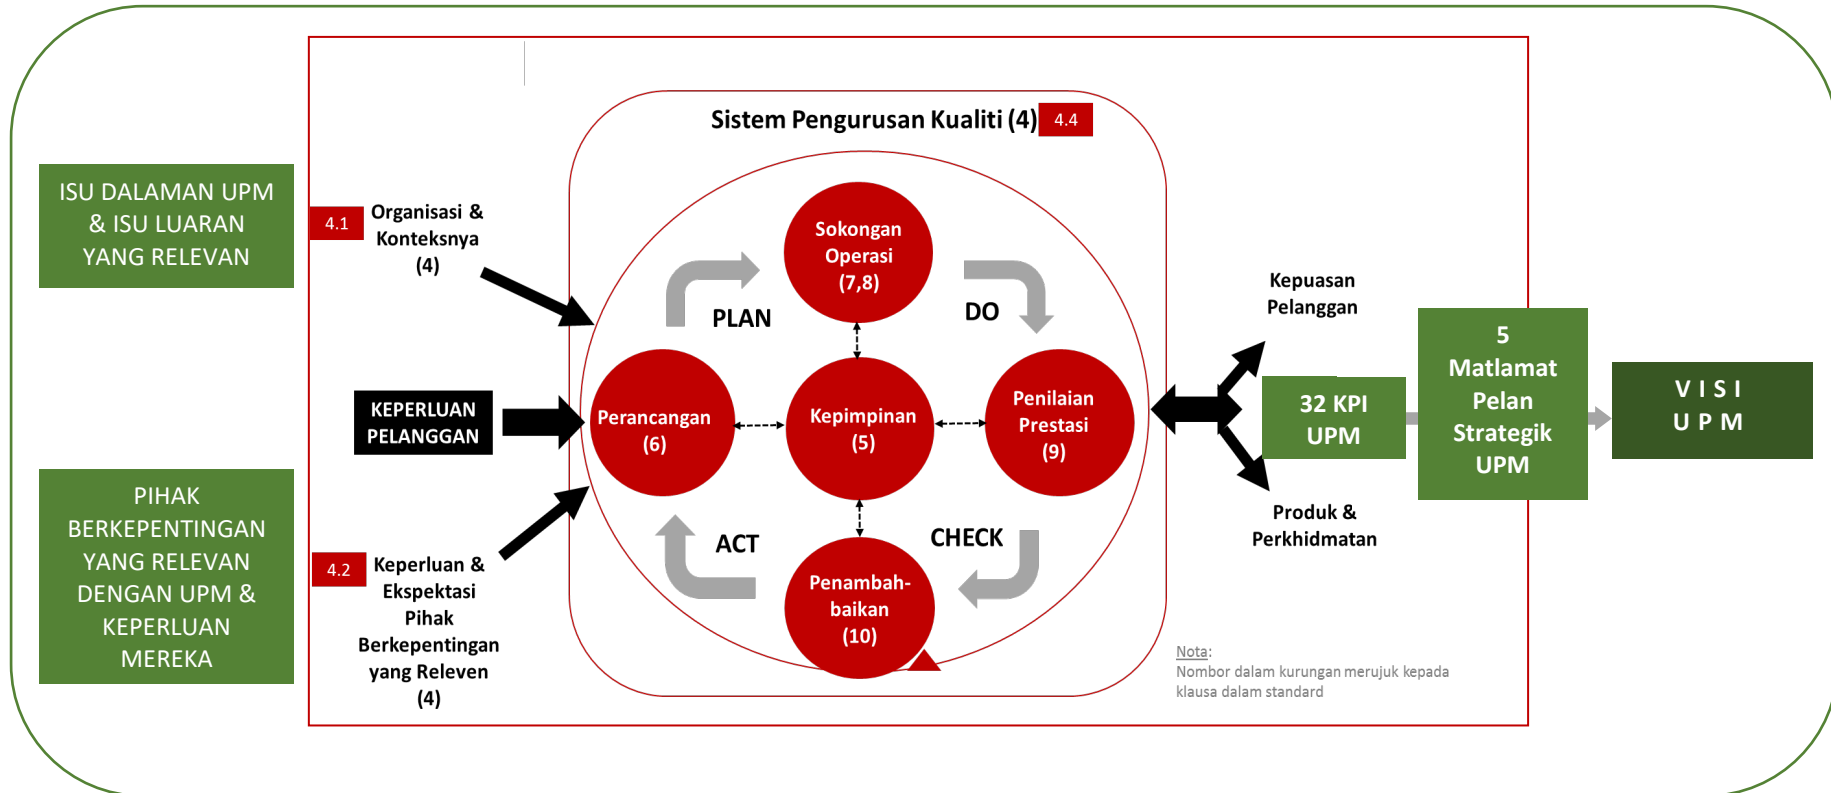 Sistem Pengurusan Kualiti (4)
4.4
ISU DALAMAN UPM
& ISU LUARAN
YANG RELEVAN
4.1
Organisasi &
Konteksnya
(4)
KEPERLUAN
PELANGGAN
PIHAK
BERKEPENTINGAN
YANG RELEVAN
DENGAN UPM &
KEPERLUAN
MEREKA
4.2
Keperluan &
Ekspektasi
Pihak
Berkepentingan
yang Releven
(4)
Sokongan
Operasi
(7,8)
PLAN
DO
Perancangan
(6)
Kepimpinan
(5)
Penilaian
Prestasi
(9)
ACT
CHECK
Penambah-
baikan
(10)
Kepuasan
Pelanggan
32 KPI
UPM
Produk &
Perkhidmatan
5
Matlamat
Pelan
Strategik
UPM
V I S I
U P M
Nota:
Nombor dalam kurungan merujuk kepada
klausa dalam standard